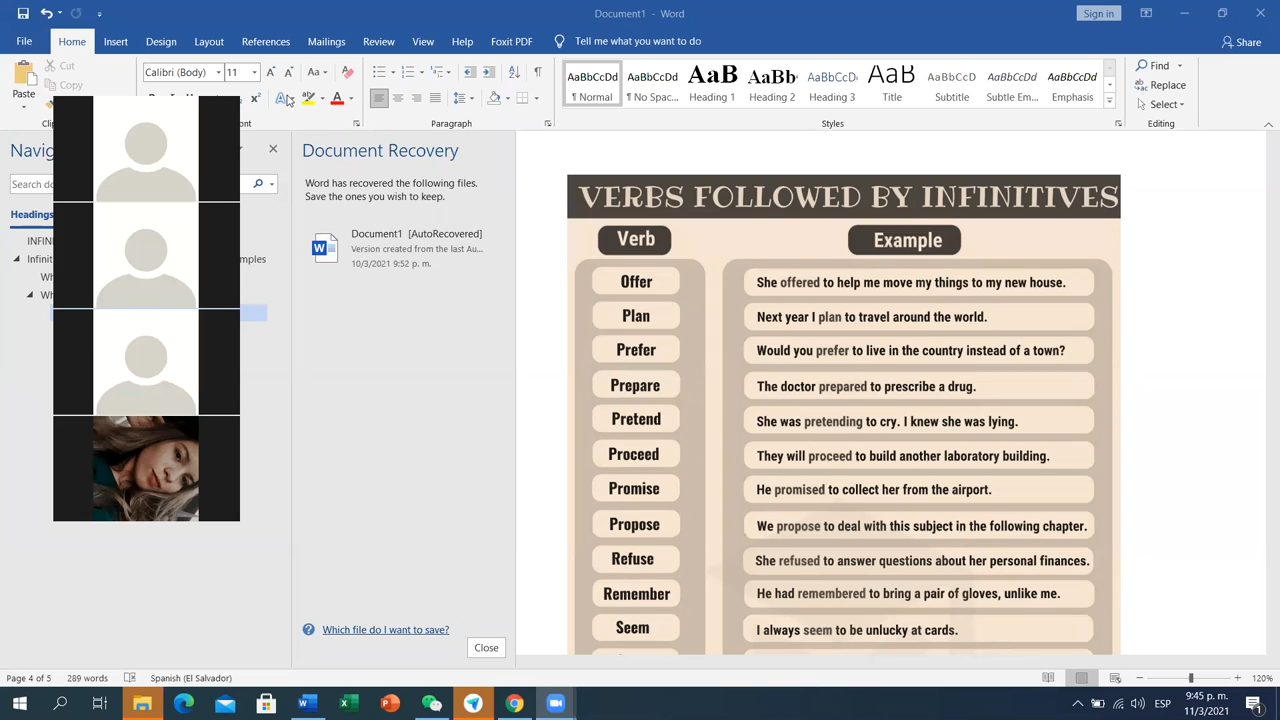 Document1 - Word
Sign in
File Home Insert Design Layout References Mailings Review View Help Foxit PDF Tell me what you want to do Share
Paste
Cut
Copy
Calibri (Body) 11
Paragraph
AaBbCcDd AaBbCcDd AaB AaBb AaBbCcD AaB AaBbCcD AaBbCcDd AaBbCcDd
¶ Normal ¶ No Spac... Heading 1 Heading 2 Heading 3 Title Subtitle Subtle Em... Emphasis
Styles
Find
Replace
Select
Editing
Headings
Document Recovery
Word has recovered the following files.
Save the ones you wish to keep.
Document1 [AutoRecovered]
Version created from the last Au...
10/3/2021 9:52 p. m.
Which file do I want to save?
Close
VERBS FOLLOWED BY INFINITIVES
Verb Example
Offer She offered to help me move my things to my new house.
Plan Next year I plan to travel around the world.
Prefer Would you prefer to live in the country instead of a town?
Prepare The doctor prepared to prescribe a drug.
Pretend She was pretending to cry. I knew she was lying.
Proceed They will proceed to build another laboratory building.
Promise He promised to collect her from the airport.
Propose We propose to deal with this subject in the following chapter.
Refuse She refused to answer questions about her personal finances.
Remember He had remembered to bring a pair of gloves, unlike me.
Seem I always seem to be unlucky at cards.
Page 4 of 5 289 words Spanish (El Salvador) 120%
ESP
9:45 p. m.
11/3/2021